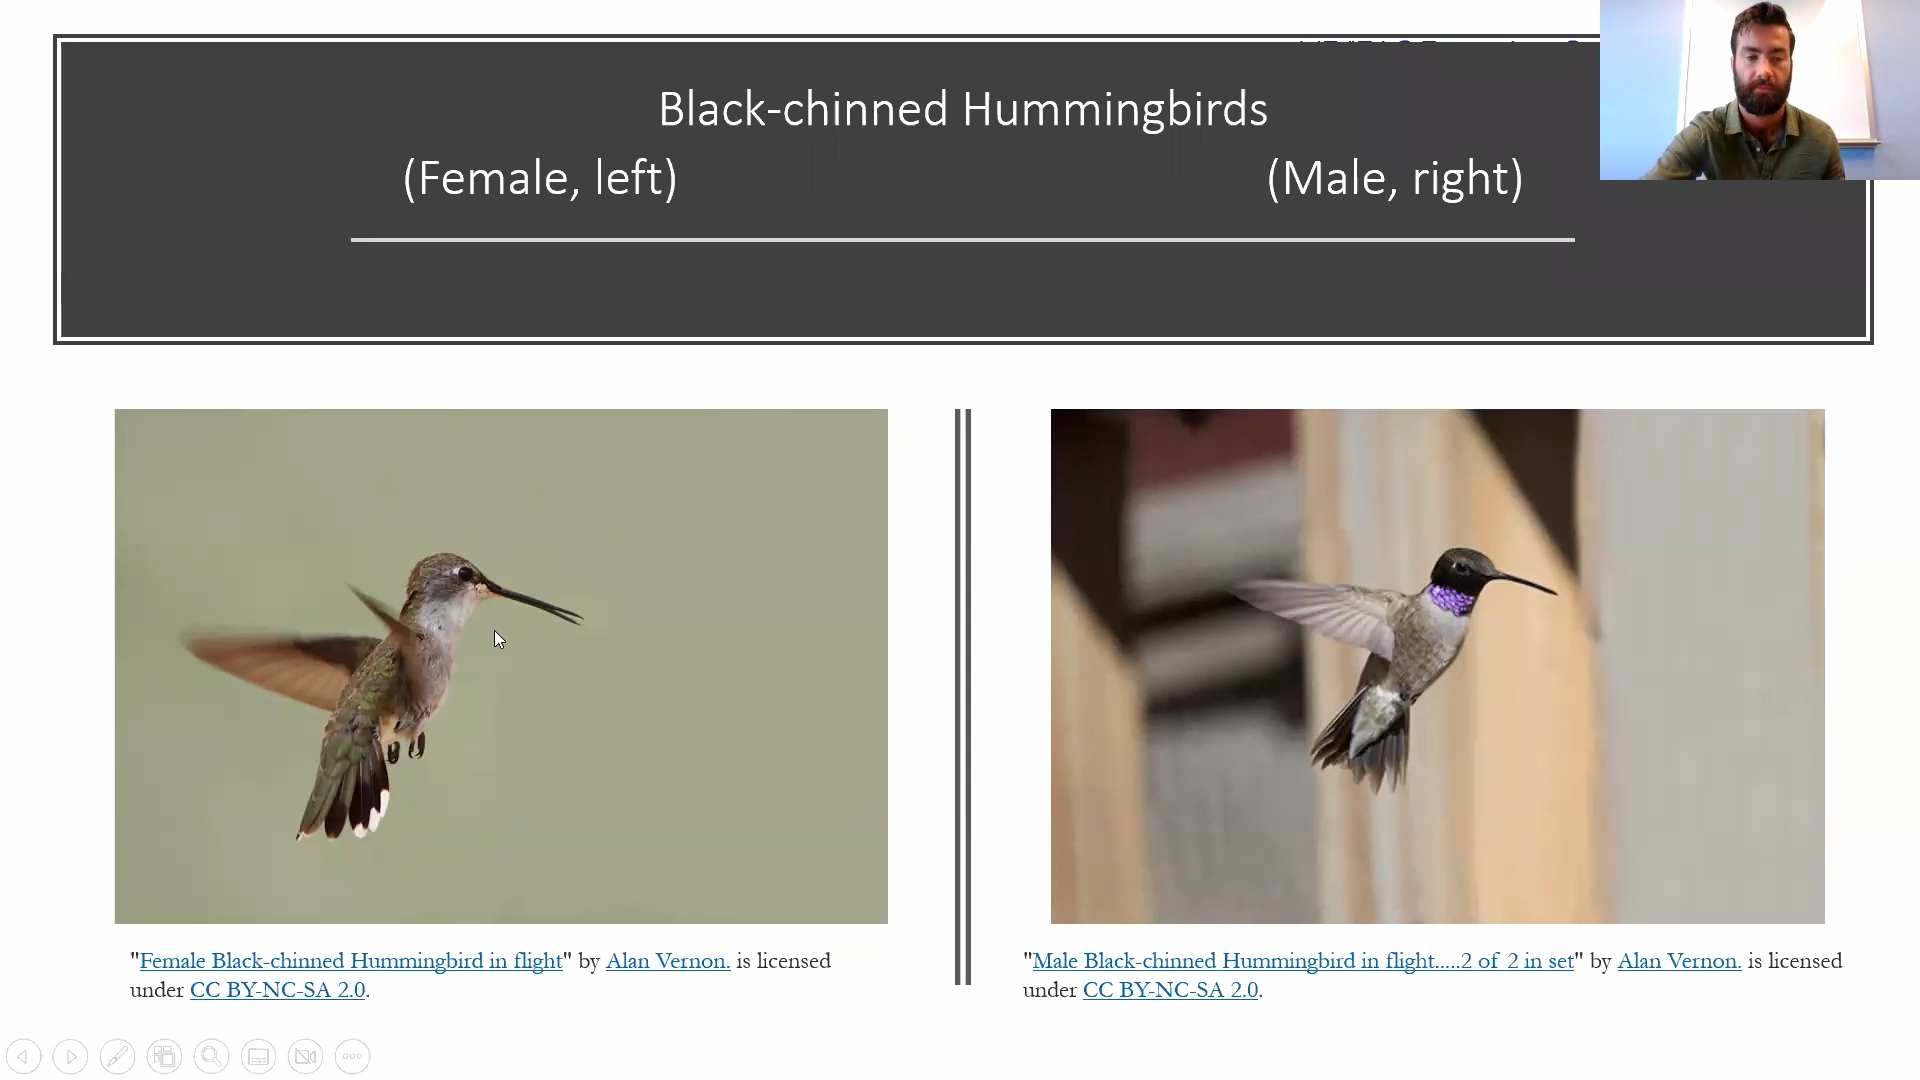 Black-chinned Hummingbirds
(Female, left) (Male, right)
"Female Black-chinned Hummingbird in flight" by Alan Vernon. is licensed
under CC BY-NC-SA 2.0.
"Male Black-chinned Hummingbird in flight.....2 of 2 in set" by Alan Vernon. is licensed
under CC BY-NC-SA 2.0.